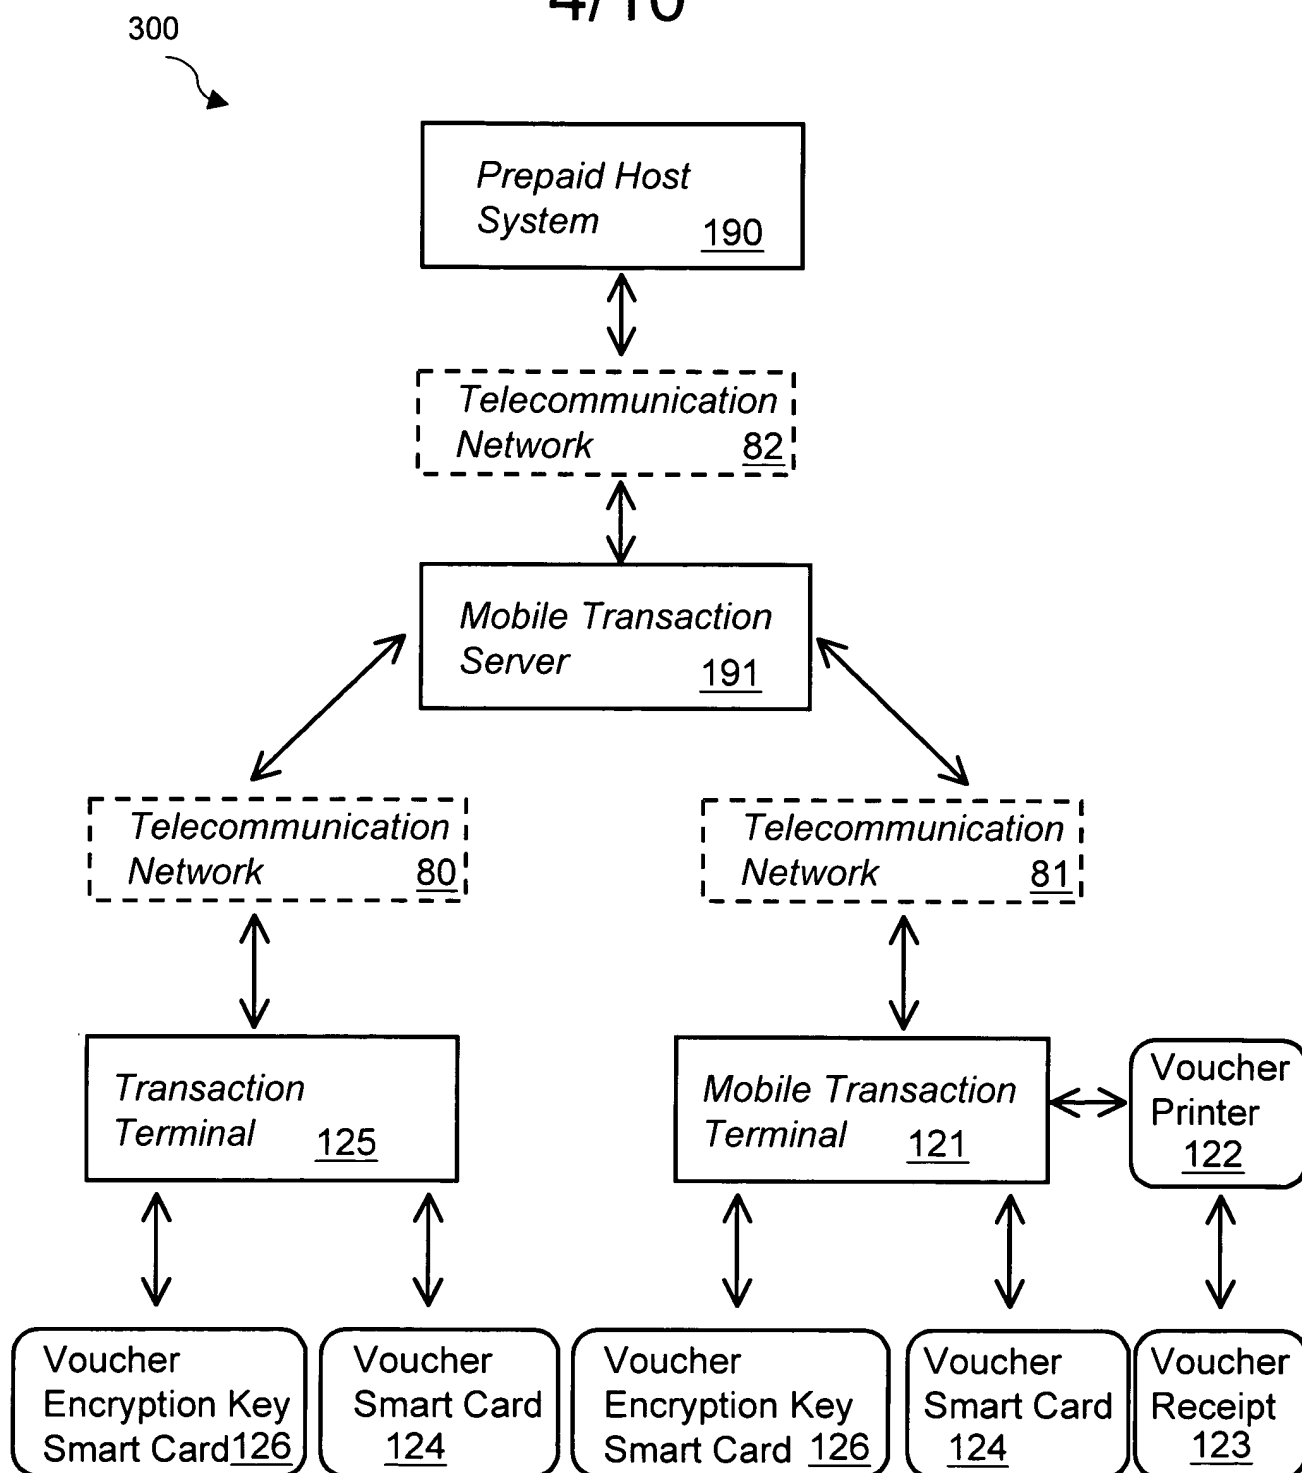 4/10
300
Prepaid Host
System 190
Telecommunication
Network 82
Mobile Transaction
Server 191
Telecommunication
Network 80
Telecommunication
Network 81
Transaction
Terminal 125
Mobile Transaction
Terminal 121
Voucher
Printer
122
Voucher
Encryption Key
Smart Card 126
Voucher
Smart Card
124
Voucher
Encryption Key
Smart Card 126
Voucher
Smart Card
124
Voucher
Receipt
123